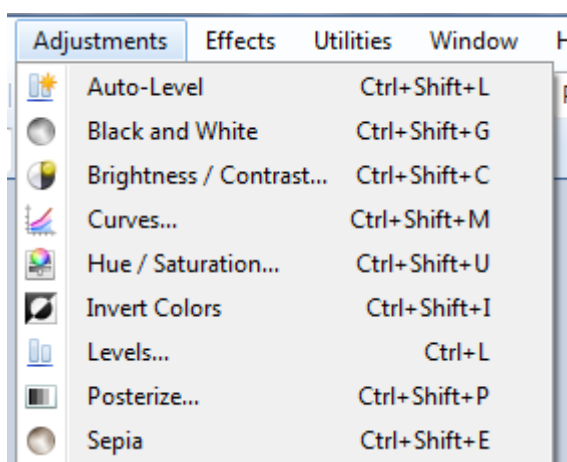 Adjustments Effects Utilities Window H
Auto-Level Ctrl+Shift+L
Black and White Ctrl+Shift+G
Brightness / Contrast... Ctrl+Shift+C
Curves... Ctrl+Shift+M
Hue / Saturation... Ctrl+Shift+U
Invert Colors Ctrl+Shift+I
Levels... Ctrl+L
Posterize... Ctrl+Shift+P
Sepia Ctrl+Shift+E